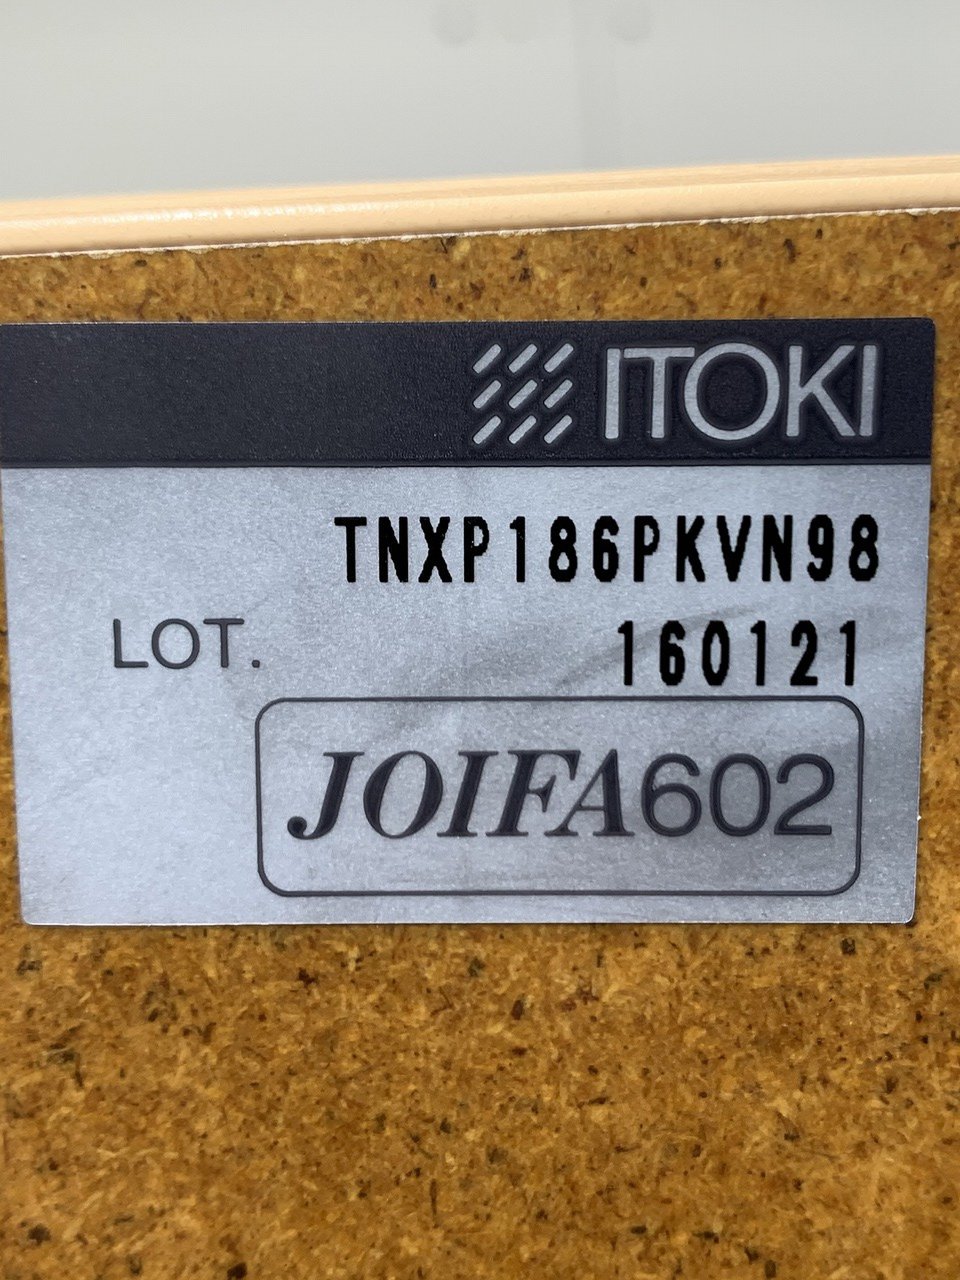 ITOKI
TNXP186PKVN98
LOT. 160121
JOIFA602